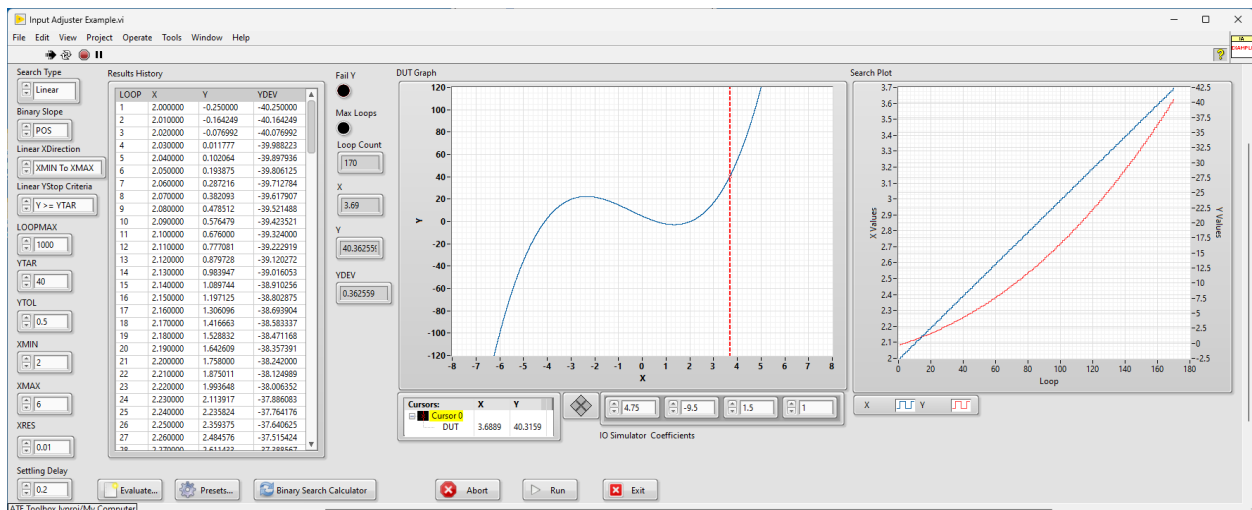 Input Adjuster Example.vi
File Edit View Project Operate Tools Window Help
IA
Search Type
Linear
Binary Slope
POS
Linear XDirection
XMIN To XMAX
Linear YStop Criteria
Y >= YTAR
LOOPMAX
1000
YTAR
40
YTOL
0.5
XMIN
2
XMAX
6
XRES
0.01
Settling Delay
0.2
Results History
LOOP X Y YDEV
1 2.000000 -0.250000 -40.250000
2 2.010000 -0.164249 -40.164249
3 2.020000 -0.076992 -40.076992
4 2.030000 0.011777 -39.988223
5 2.040000 0.102064 -39.897936
6 2.050000 0.193875 -39.806125
7 2.060000 0.287216 -39.712784
8 2.070000 0.382093 -39.617907
9 2.080000 0.478512 -39.521488
10 2.090000 0.576479 -39.423521
11 2.100000 0.676000 -39.324000
12 2.110000 0.777081 -39.222919
13 2.120000 0.879728 -39.120272
14 2.130000 0.983947 -39.016053
15 2.140000 1.089744 -38.910256
16 2.150000 1.197125 -38.802875
17 2.160000 1.306096 -38.693904
18 2.170000 1.416663 -38.583337
19 2.180000 1.528832 -38.471168
20 2.190000 1.642609 -38.357391
21 2.200000 1.758000 -38.242000
22 2.210000 1.875011 -38.124989
23 2.220000 1.993648 -38.006352
24 2.230000 2.113917 -37.886083
25 2.240000 2.235824 -37.764176
26 2.250000 2.359375 -37.640625
27 2.260000 2.484576 -37.515424
28 2.270000 2.611433 -37.388567
Fail Y
Max Loops
Loop Count
170
X
3.69
Y
40.362559
YDEV
0.362559
DUT Graph
120
100
80
60
40
20
0
-20
-40
-60
-80
-100
-120
Y
-8 -7 -6 -5 -4 -3 -2 -1 0 1 2 3 4 5 6 7 8
X
Cursors: X Y
Cursor 0
DUT 3.6889 40.3159
4.75 -9.5 1.5 1
IO Simulator Coefficients
Search Plot
3.7
3.6
3.5
3.4
3.3
3.2
3.1
3
2.9
2.8
2.7
2.6
2.5
2.4
2.3
2.2
2.1
2
X Values
42.5
40
35
30
25
22.5
20
17.5
15
12.5
10
7.5
5
2.5
0
-2.5
Y Values
0 20 40 60 80 100 120 140 160 180
Loop
X Y
Evaluate... Presets... Binary Search Calculator Abort Run Exit
ATE Toolbox.lvproj/My Computer